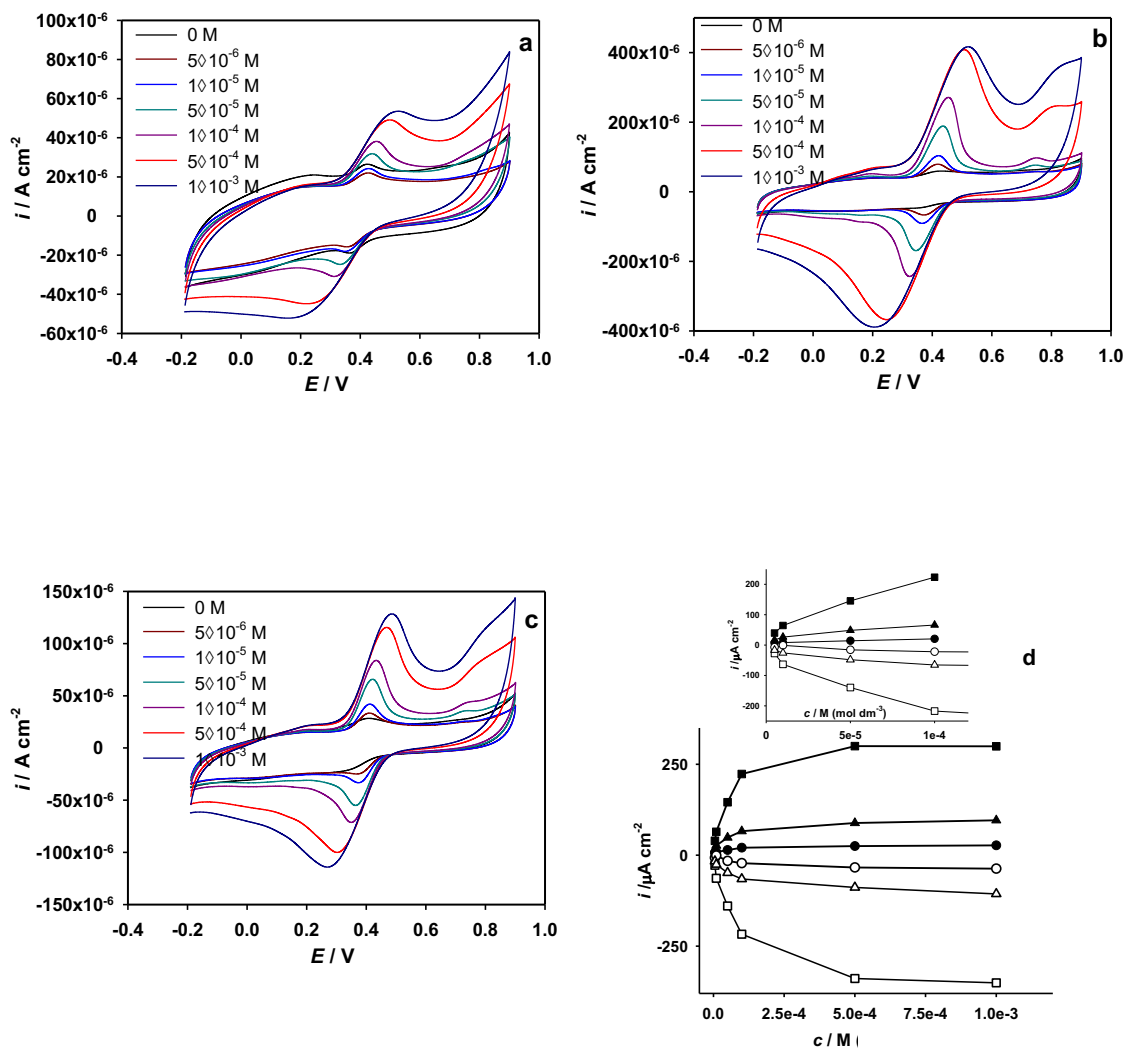 100x10-6
80x10-6
60x10-6
40x10-6
20x10-6
0
-20x10-6
-40x10-6
-60x10-6
-0.4 -0.2 0.0 0.2 0.4 0.6 0.8 1.0
i / A cm-2
E / V
0 M
5◊10-6 M
1◊10-5 M
5◊10-5 M
1◊10-4 M
5◊10-4 M
1◊10-3 M
a
400x10-6
200x10-6
0
-200x10-6
-400x10-6
-0.4 -0.2 0.0 0.2 0.4 0.6 0.8 1.0
i / A cm-2
E / V
0 M
5◊10-6 M
1◊10-5 M
5◊10-5 M
1◊10-4 M
5◊10-4 M
1◊10-3 M
b
150x10-6
100x10-6
50x10-6
0
-50x10-6
-100x10-6
-150x10-6
-0.4 -0.2 0.0 0.2 0.4 0.6 0.8 1.0
i / A cm-2
E / V
0 M
5◊10-6 M
1◊10-5 M
5◊10-5 M
1◊10-4 M
5◊10-4 M
1◊10-3 M
c
200
100
0
-100
-200
0 5e-5 1e-4
i /µA cm-2
c / M (mol dm-3)
d
250
0
-250
0.0 2.5e-4 5.0e-4 7.5e-4 1.0e-3
i /µA cm-2
c / M (